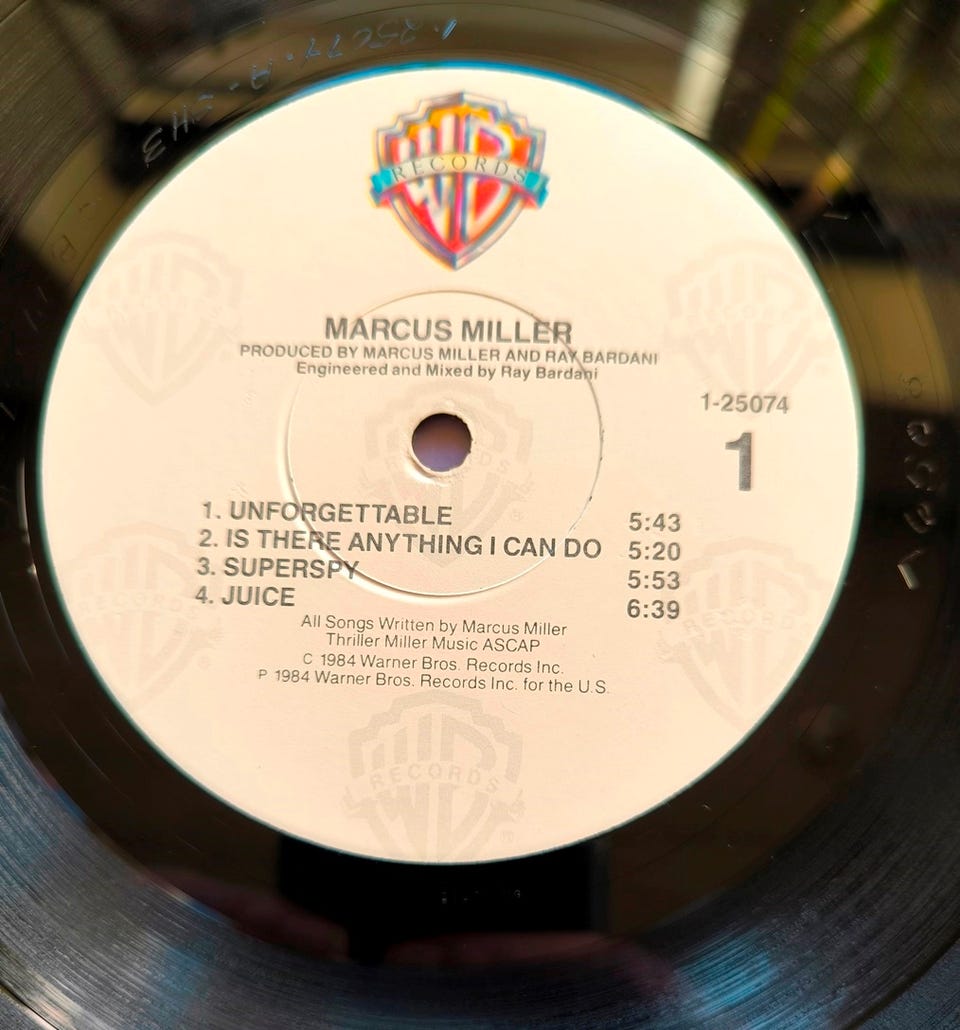 WB
RECORDS
MARCUS MILLER
PRODUCED BY MARCUS MILLER AND RAY BARDANI
Engineered and Mixed by Ray Bardani
1-25074
1
1. UNFORGETTABLE 5:43
2. IS THERE ANYTHING I CAN DO 5:20
3. SUPERSPY 5:53
4. JUICE 6:39
All Songs Written by Marcus Miller
Thriller Miller Music ASCAP
C 1984 Warner Bros. Records Inc.
P 1984 Warner Bros. Records Inc. for the U.S.
RECORDS